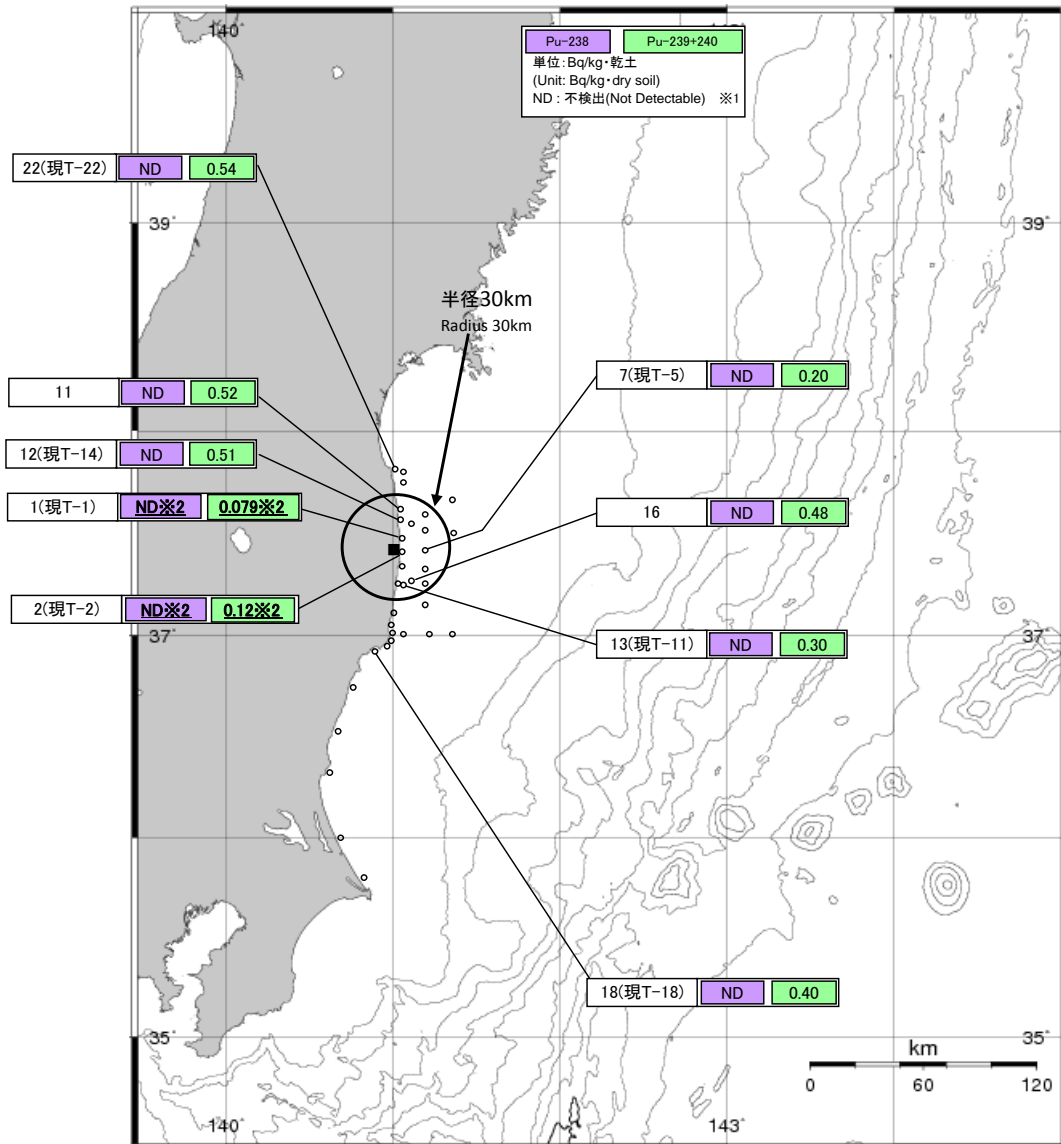 140°
Pu-238 Pu-239+240
単位:Bq/kg・乾土
(Unit: Bq/kg・dry soil)
ND : 不検出(Not Detectable) ※1
22(現T-22) ND 0.54
39°
39°
半径30km
Radius 30km
7(現T-5) ND 0.20
11 ND 0.52
12(現T-14) ND 0.51
1(現T-1) ND※2 0.079※2
16 ND 0.48
2(現T-2) ND※2 0.12※2
37°
13(現T-11) ND 0.30
37°
18(現T-18) ND 0.40
35°
35°
km
0 60 120
140°
143°